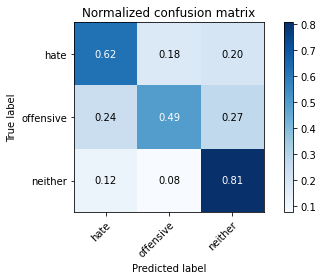 Normalized confusion matrix
True label
hate 0.62 0.18 0.20
offensive 0.24 0.49 0.27
neither 0.12 0.08 0.81
hate offensive neither
Predicted label
0.8
0.7
0.6
0.5
0.4
0.3
0.2
0.1